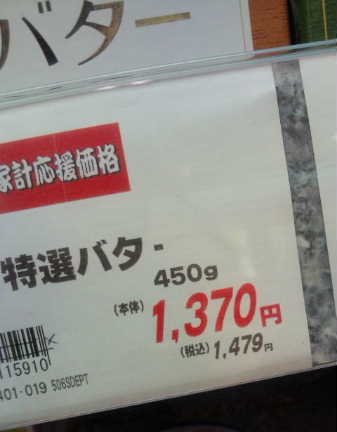 バター
家計応援価格
特選バター
450g
(本体) 1,370円
(税込) 1,479円
115910
401-019 506SDEPT